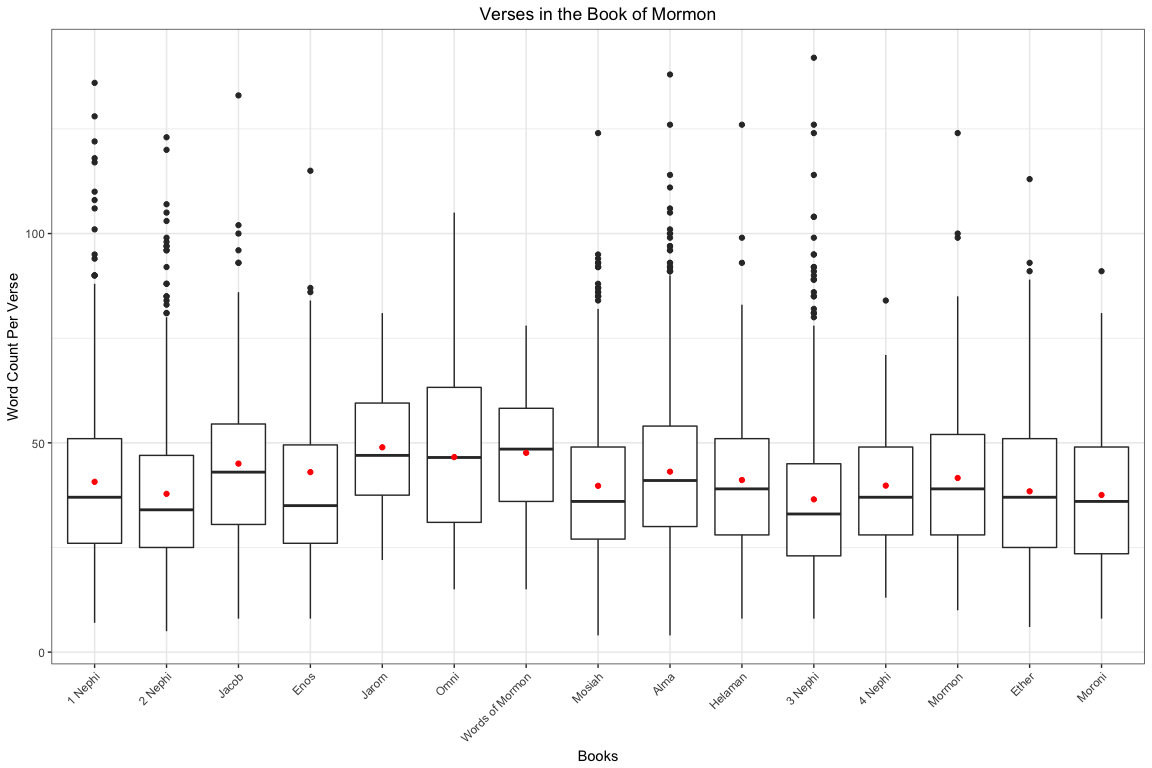 Verses in the Book of Mormon
Word Count Per Verse
100
50
0
1 Nephi
2 Nephi
Jacob
Enos
Jarom
Omni
Words of Mormon
Mosiah
Alma
Helaman
3 Nephi
4 Nephi
Mormon
Ether
Moroni
Books